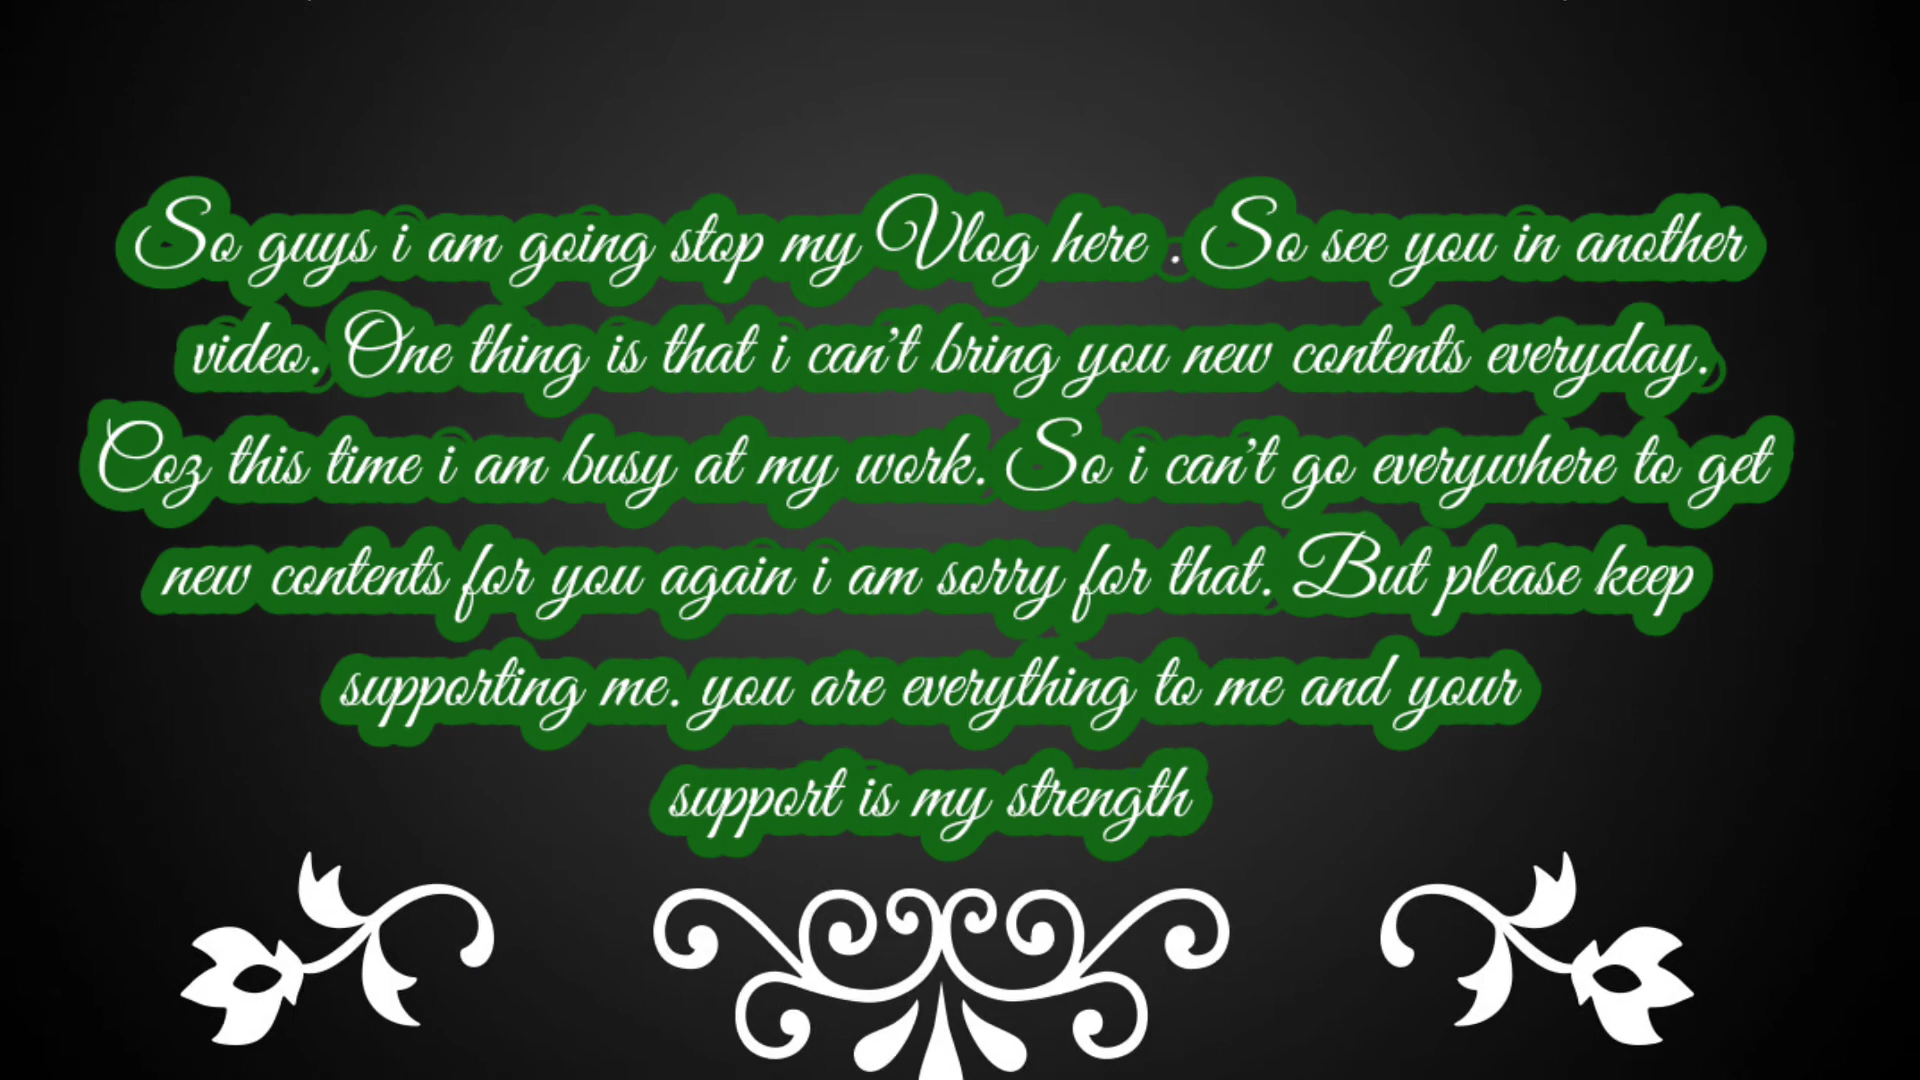 So guys i am going stop my Vlog here . So see you in another
video. One thing is that i can't bring you new contents everyday.
Coz this time i am busy at my work. So i can't go everywhere to get
new contents for you again i am sorry for that. But please keep
supporting me. you are everything to me and your
support is my strength